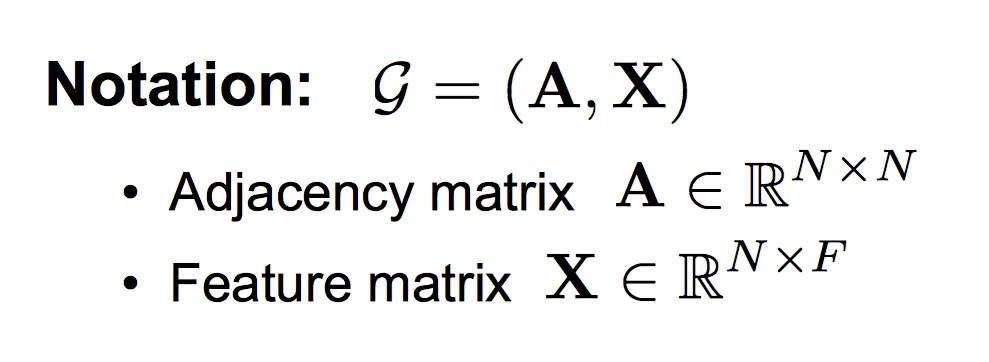 Notation: 𝒢 = (𝐀, 𝐗)
• Adjacency matrix 𝐀 ∈ ℝ^{N×N}
• Feature matrix 𝐗 ∈ ℝ^{N×F}